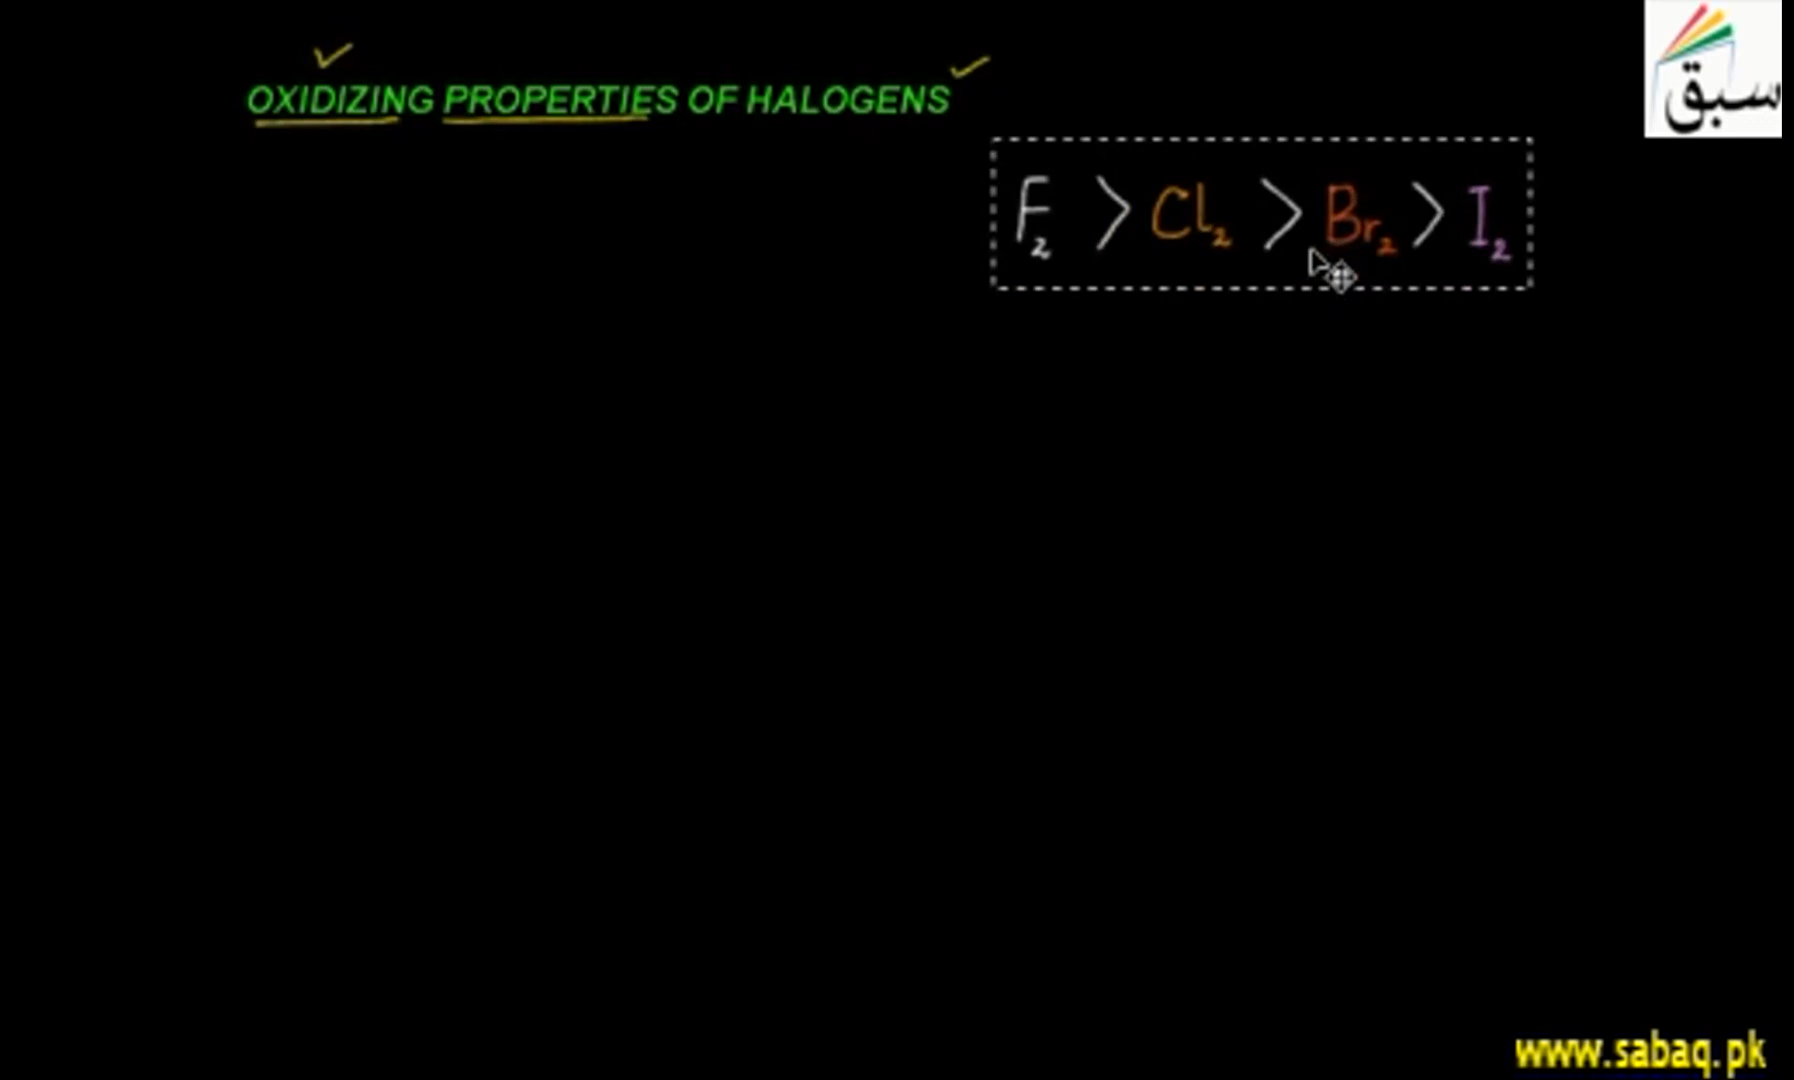 سبق
OXIDIZING PROPERTIES OF HALOGENS
F₂ > Cl₂ > Br₂ > I₂
www.sabaq.pk